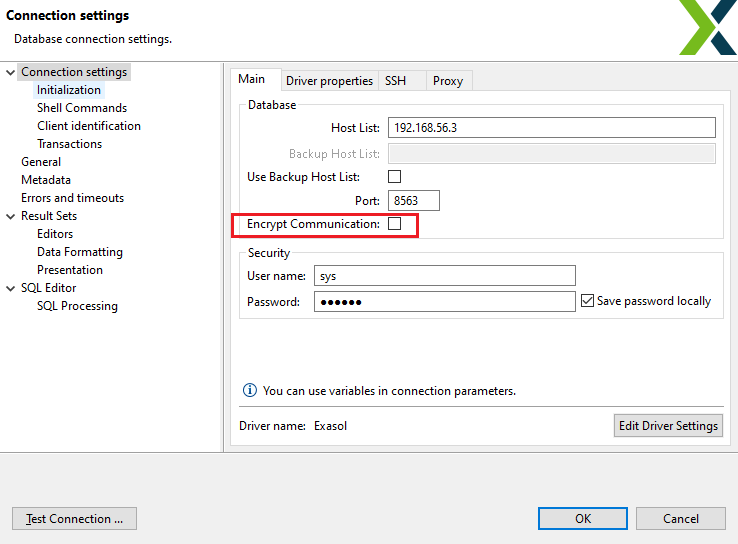 Connection settings
Database connection settings.
Connection settings
Initialization
Shell Commands
Client identification
Transactions
General
Metadata
Errors and timeouts
Result Sets
Editors
Data Formatting
Presentation
SQL Editor
SQL Processing
Main Driver properties SSH Proxy
Database
Host List: 192.168.56.3
Backup Host List:
Use Backup Host List:
Port: 8563
Encrypt Communication:
Security
User name: sys
Password: ●●●●●● Save password locally
You can use variables in connection parameters.
Driver name: Exasol Edit Driver Settings
Test Connection ... OK Cancel